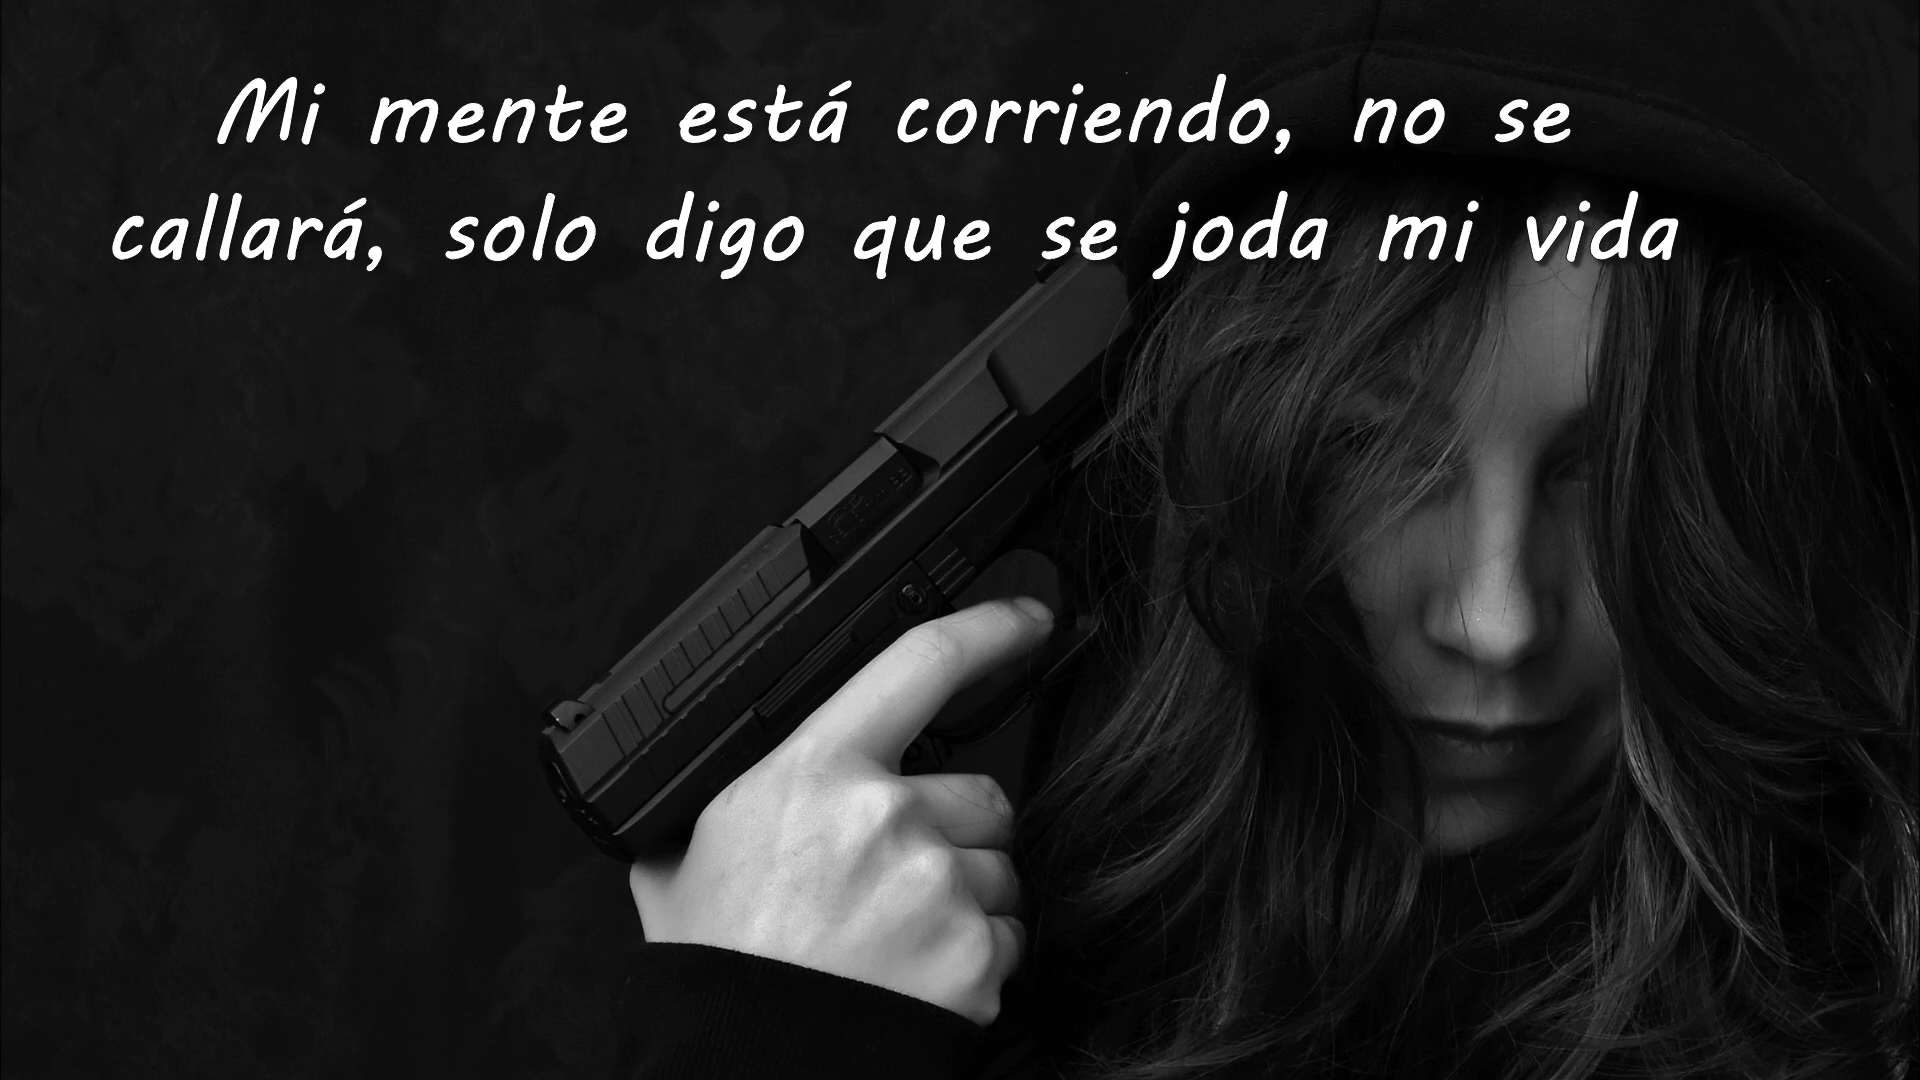 Mi mente está corriendo, no se
callará, solo digo que se joda mi vida